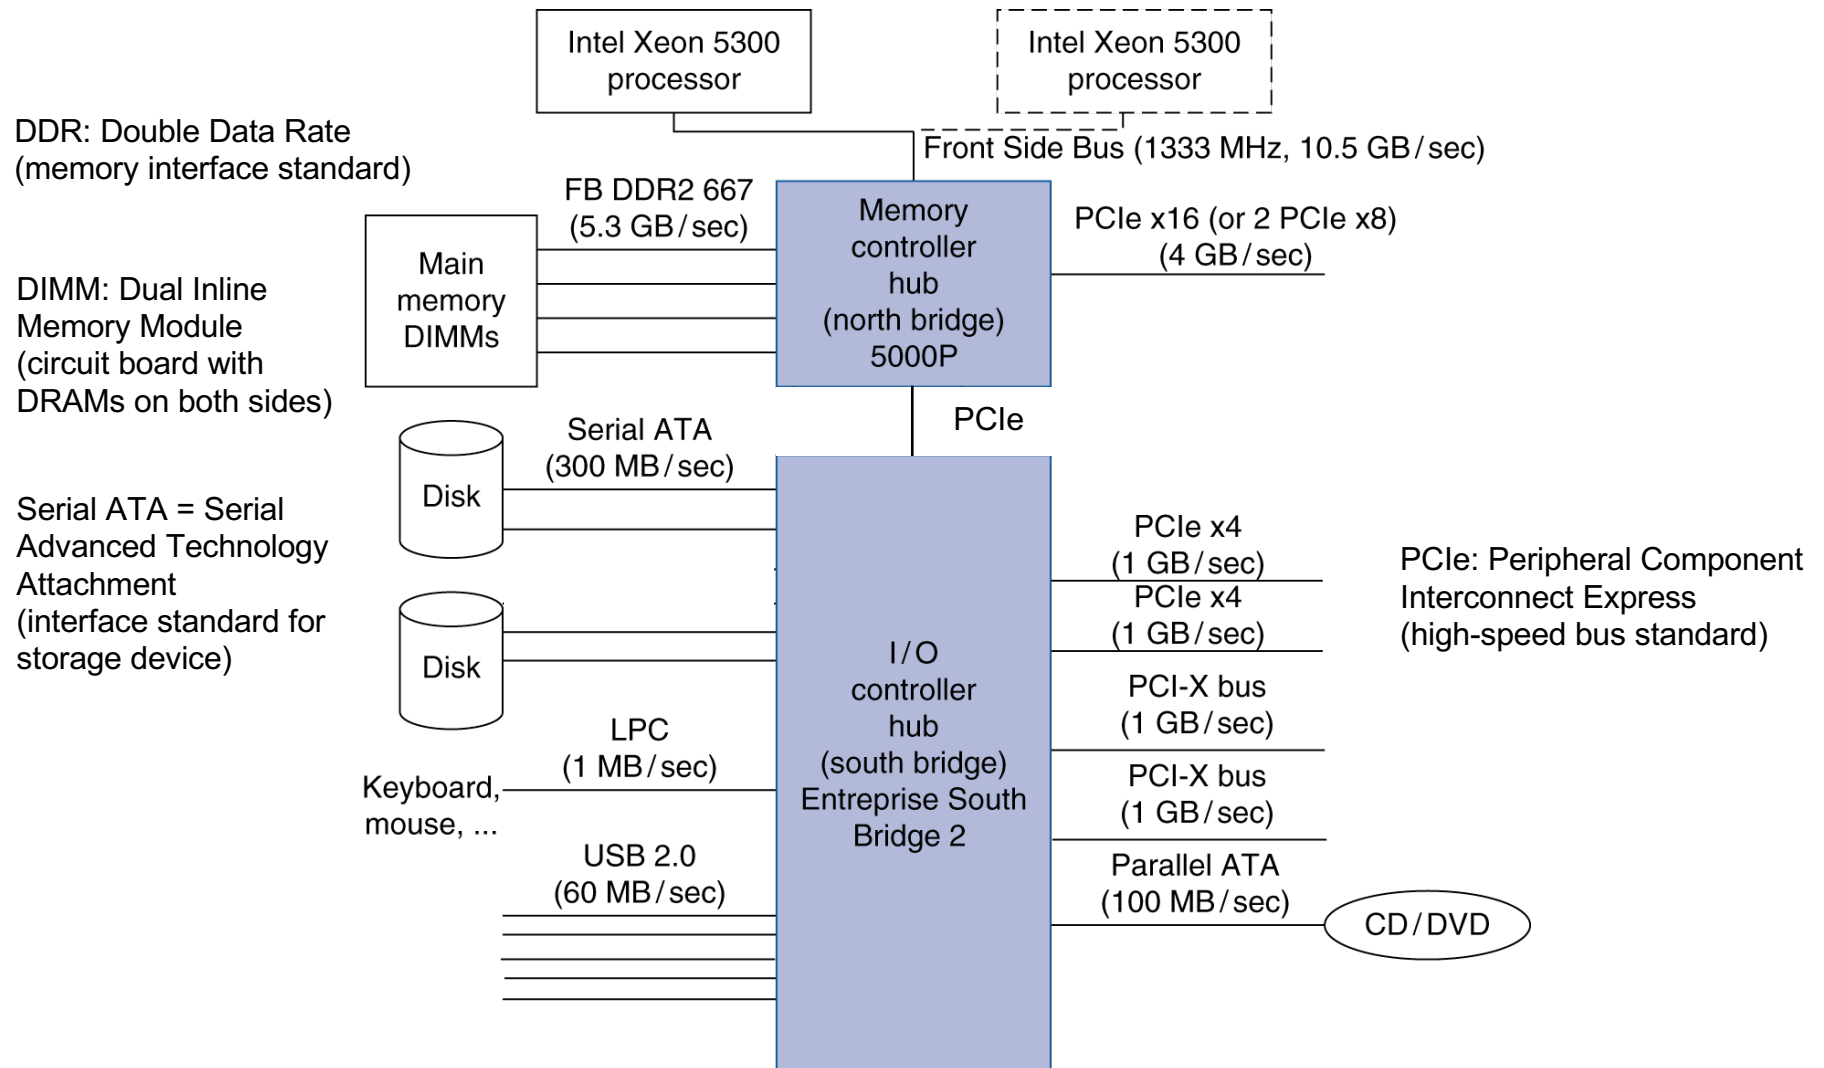 Intel Xeon 5300
processor
Intel Xeon 5300
processor
DDR: Double Data Rate
(memory interface standard)
Front Side Bus (1333 MHz, 10.5 GB/sec)
FB DDR2 667
(5.3 GB/sec)
Memory
controller
hub
(north bridge)
5000P
PCIe x16 (or 2 PCIe x8)
(4 GB/sec)
Main
memory
DIMMs
DIMM: Dual Inline
Memory Module
(circuit board with
DRAMs on both sides)
PCIe
Serial ATA
(300 MB/sec)
Disk
Serial ATA = Serial
Advanced Technology
Attachment
(interface standard for
storage device)
Disk
PCIe x4
(1 GB/sec)
PCIe x4
(1 GB/sec)
PCIe: Peripheral Component
Interconnect Express
(high-speed bus standard)
I/O
controller
hub
(south bridge)
Entreprise South
Bridge 2
PCI-X bus
(1 GB/sec)
PCI-X bus
(1 GB/sec)
LPC
(1 MB/sec)
Keyboard,
mouse, ...
USB 2.0
(60 MB/sec)
Parallel ATA
(100 MB/sec)
CD/DVD